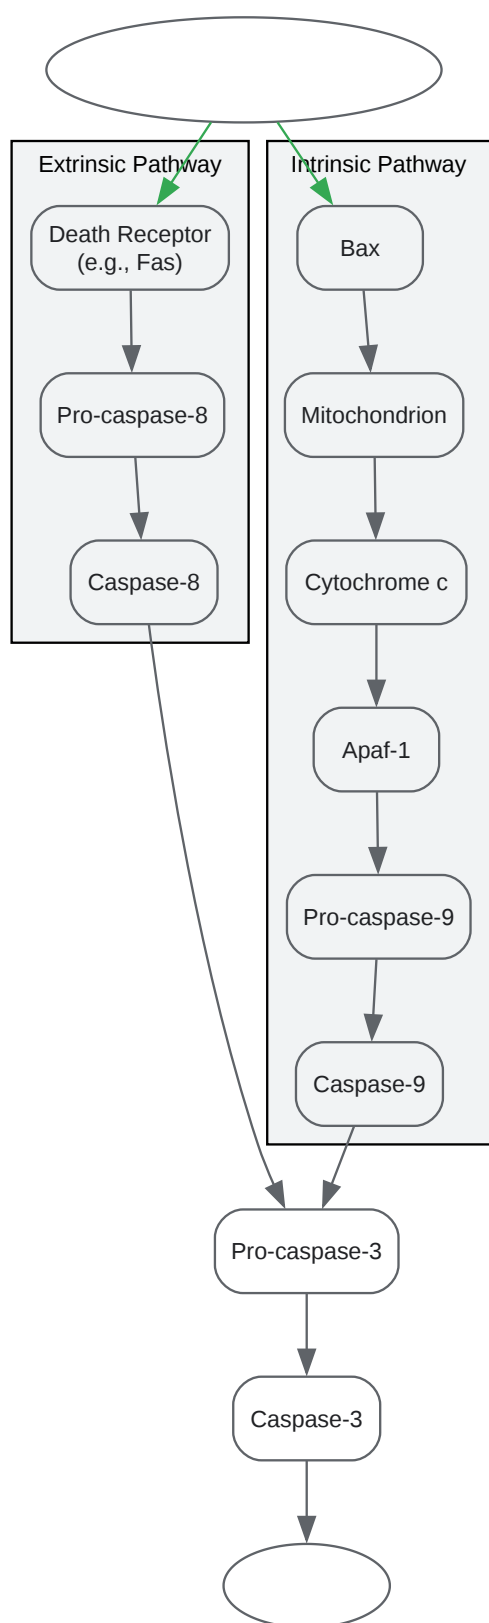 Extrinsic Pathway
Intrinsic Pathway
Death Receptor
(e.g., Fas)
Bax
Pro-caspase-8
Mitochondrion
Caspase-8
Cytochrome c
Apaf-1
Pro-caspase-9
Caspase-9
Pro-caspase-3
Caspase-3